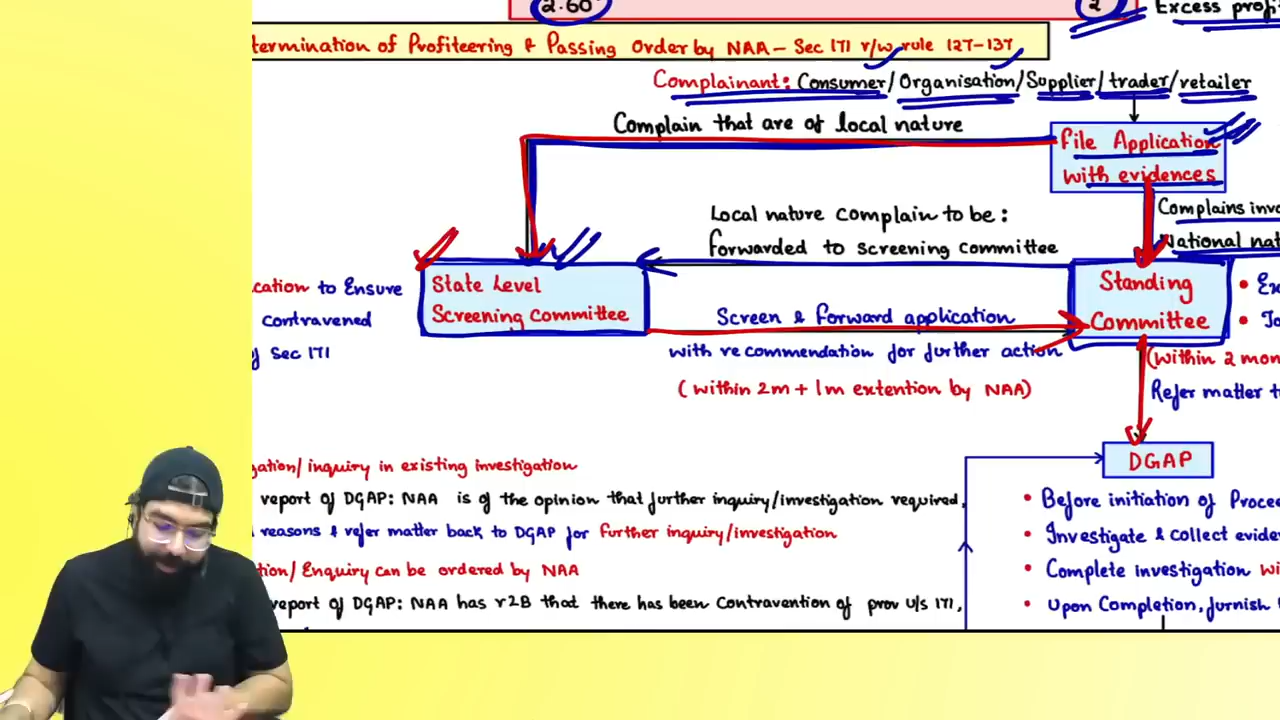 2.60
2
Excess profi
termination of Profiteering & Passing Order by NAA – Sec 171 r/w rule 127-137
Complainant: Consumer/Organisation/Supplier/trader/retailer
Complain that are of local nature
File Application
with evidences
Complains inv
National nat
Local nature complain to be:
forwarded to screening committee
State Level
Screening committee
Standing
Committee
• Ex
• To
cation to Ensure
contravened
y Sec 171
Screen & forward application
with recommendation for further action
(within 2m + 1m extention by NAA)
(within 2 mon
Refer matter t
DGAP
gation/ inquiry in existing investigation
report of DGAP: NAA is of the opinion that further inquiry/investigation required,
reasons & refer matter back to DGAP for further inquiry/investigation
tion/ Enquiry can be ordered by NAA
report of DGAP: NAA has r2B that there has been Contravention of prov u/s 171,
• Before initiation of Procee
• Investigate & collect evide
• Complete investigation wi
• Upon Completion, furnish